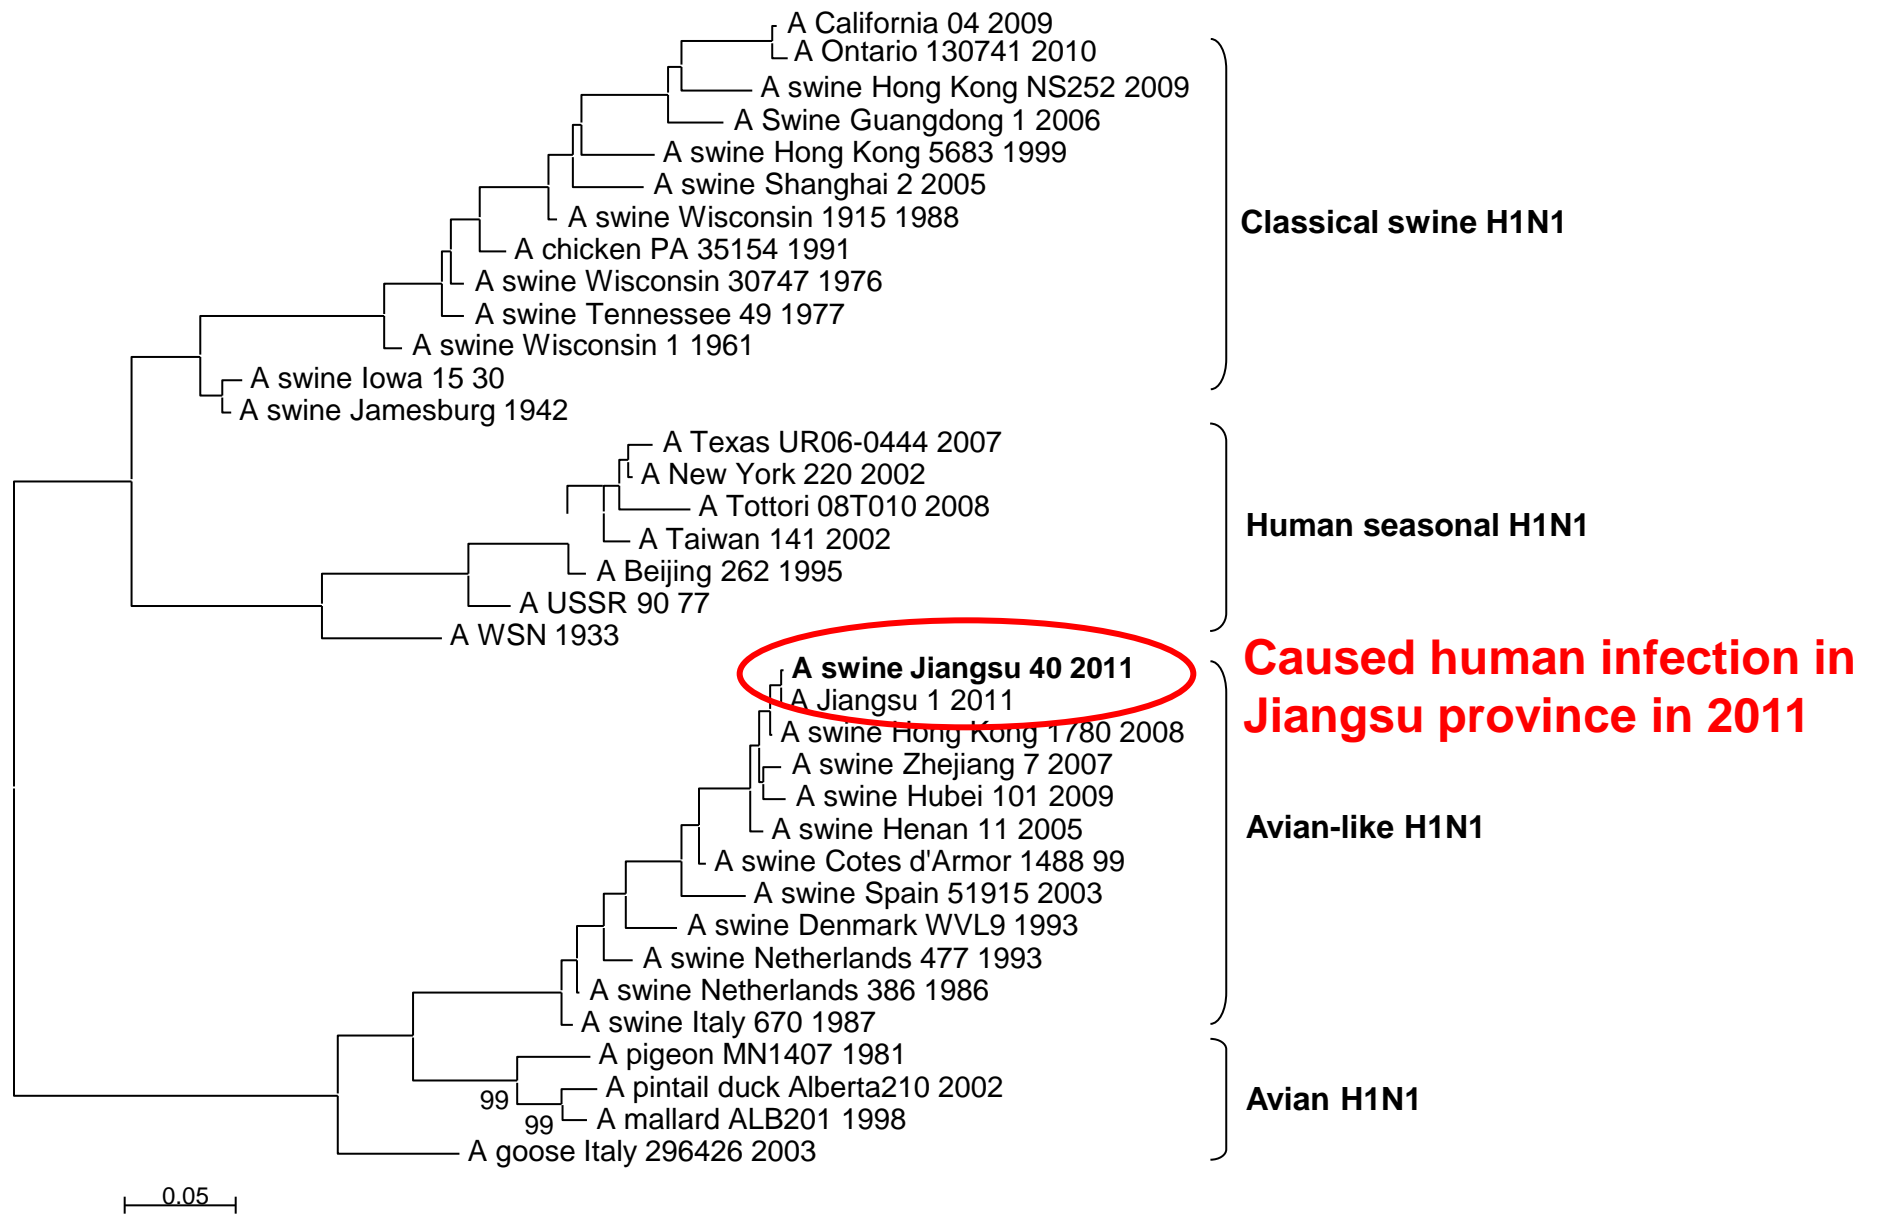 A California 04 2009
A Ontario 130741 2010
A swine Hong Kong NS252 2009
A Swine Guangdong 1 2006
A swine Hong Kong 5683 1999
A swine Shanghai 2 2005
A swine Wisconsin 1915 1988
A chicken PA 35154 1991
A swine Wisconsin 30747 1976
A swine Tennessee 49 1977
A swine Wisconsin 1 1961
A swine Iowa 15 30
A swine Jamesburg 1942
Classical swine H1N1
A Texas UR06-0444 2007
A New York 220 2002
A Tottori 08T010 2008
A Taiwan 141 2002
A Beijing 262 1995
A USSR 90 77
A WSN 1933
Human seasonal H1N1
A swine Jiangsu 40 2011
A Jiangsu 1 2011
Caused human infection in
Jiangsu province in 2011
A swine Hong Kong 1780 2008
A swine Zhejiang 7 2007
A swine Hubei 101 2009
A swine Henan 11 2005
A swine Cotes d'Armor 1488 99
A swine Spain 51915 2003
A swine Denmark WVL9 1993
A swine Netherlands 477 1993
A swine Netherlands 386 1986
A swine Italy 670 1987
Avian-like H1N1
A pigeon MN1407 1981
A pintail duck Alberta210 2002
99
A mallard ALB201 1998
99
A goose Italy 296426 2003
Avian H1N1
0.05